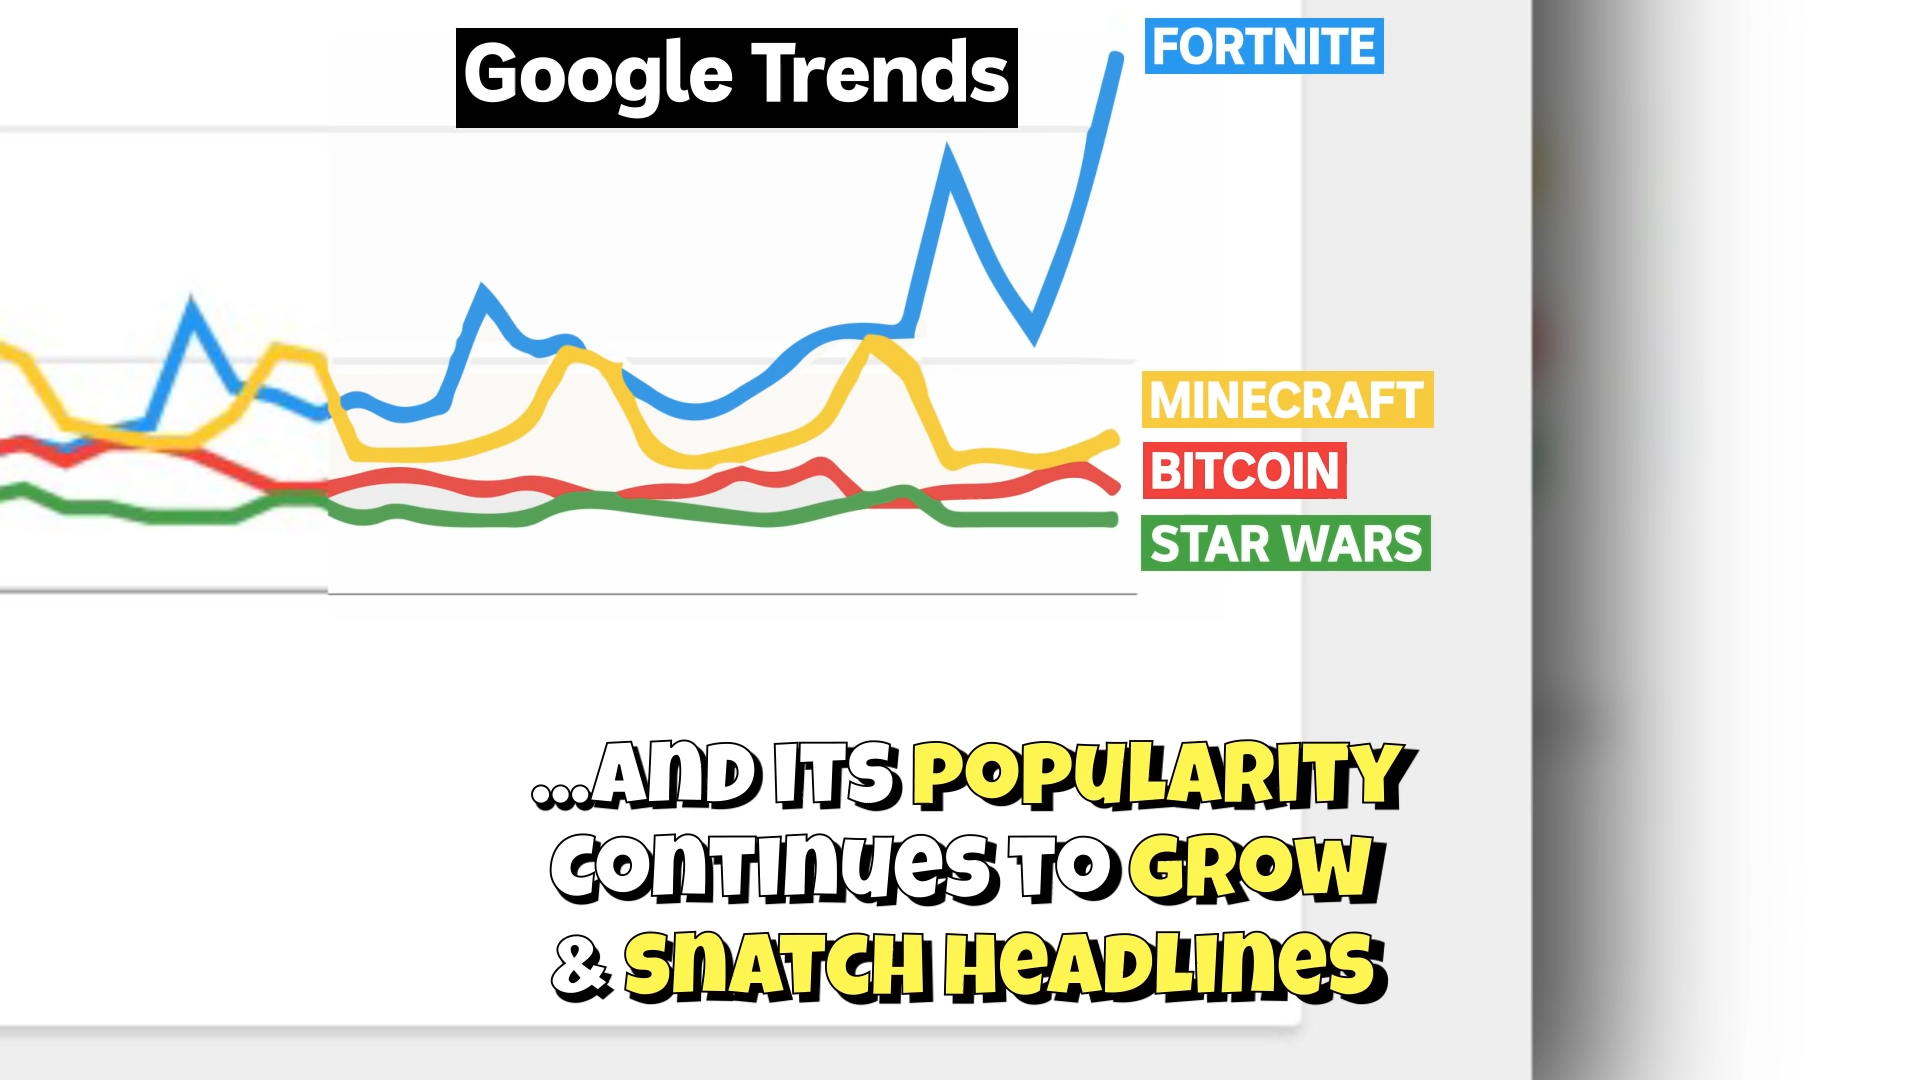 Google Trends
FORTNITE
MINECRAFT
BITCOIN
STAR WARS
...AND ITS POPULARITY
CONTINUES TO GROW
& SNATCH HEADLINES